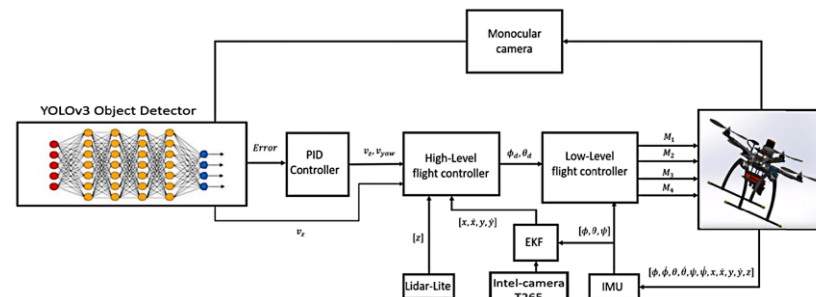 Monocular
camera
YOLOv3 Object Detector
Error
PID
Controller
v_z, v_yaw
High-Level
flight controller
ϕ_d, θ_d
Low-Level
flight controller
M_1
M_2
M_3
M_4
v_x
[z]
[x, ẋ, y, ẏ]
[ϕ, θ, ψ]
EKF
[ϕ, ϕ̇, θ, θ̇, ψ, ψ̇, x, ẋ, y, ẏ, z]
Lidar-Lite
Intel-camera
T265
IMU